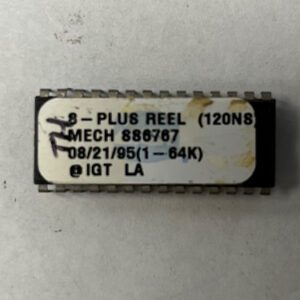 S-PLUS REEL (120NS)
MECH 886767
08/21/95(1-64K)
@IGT LA